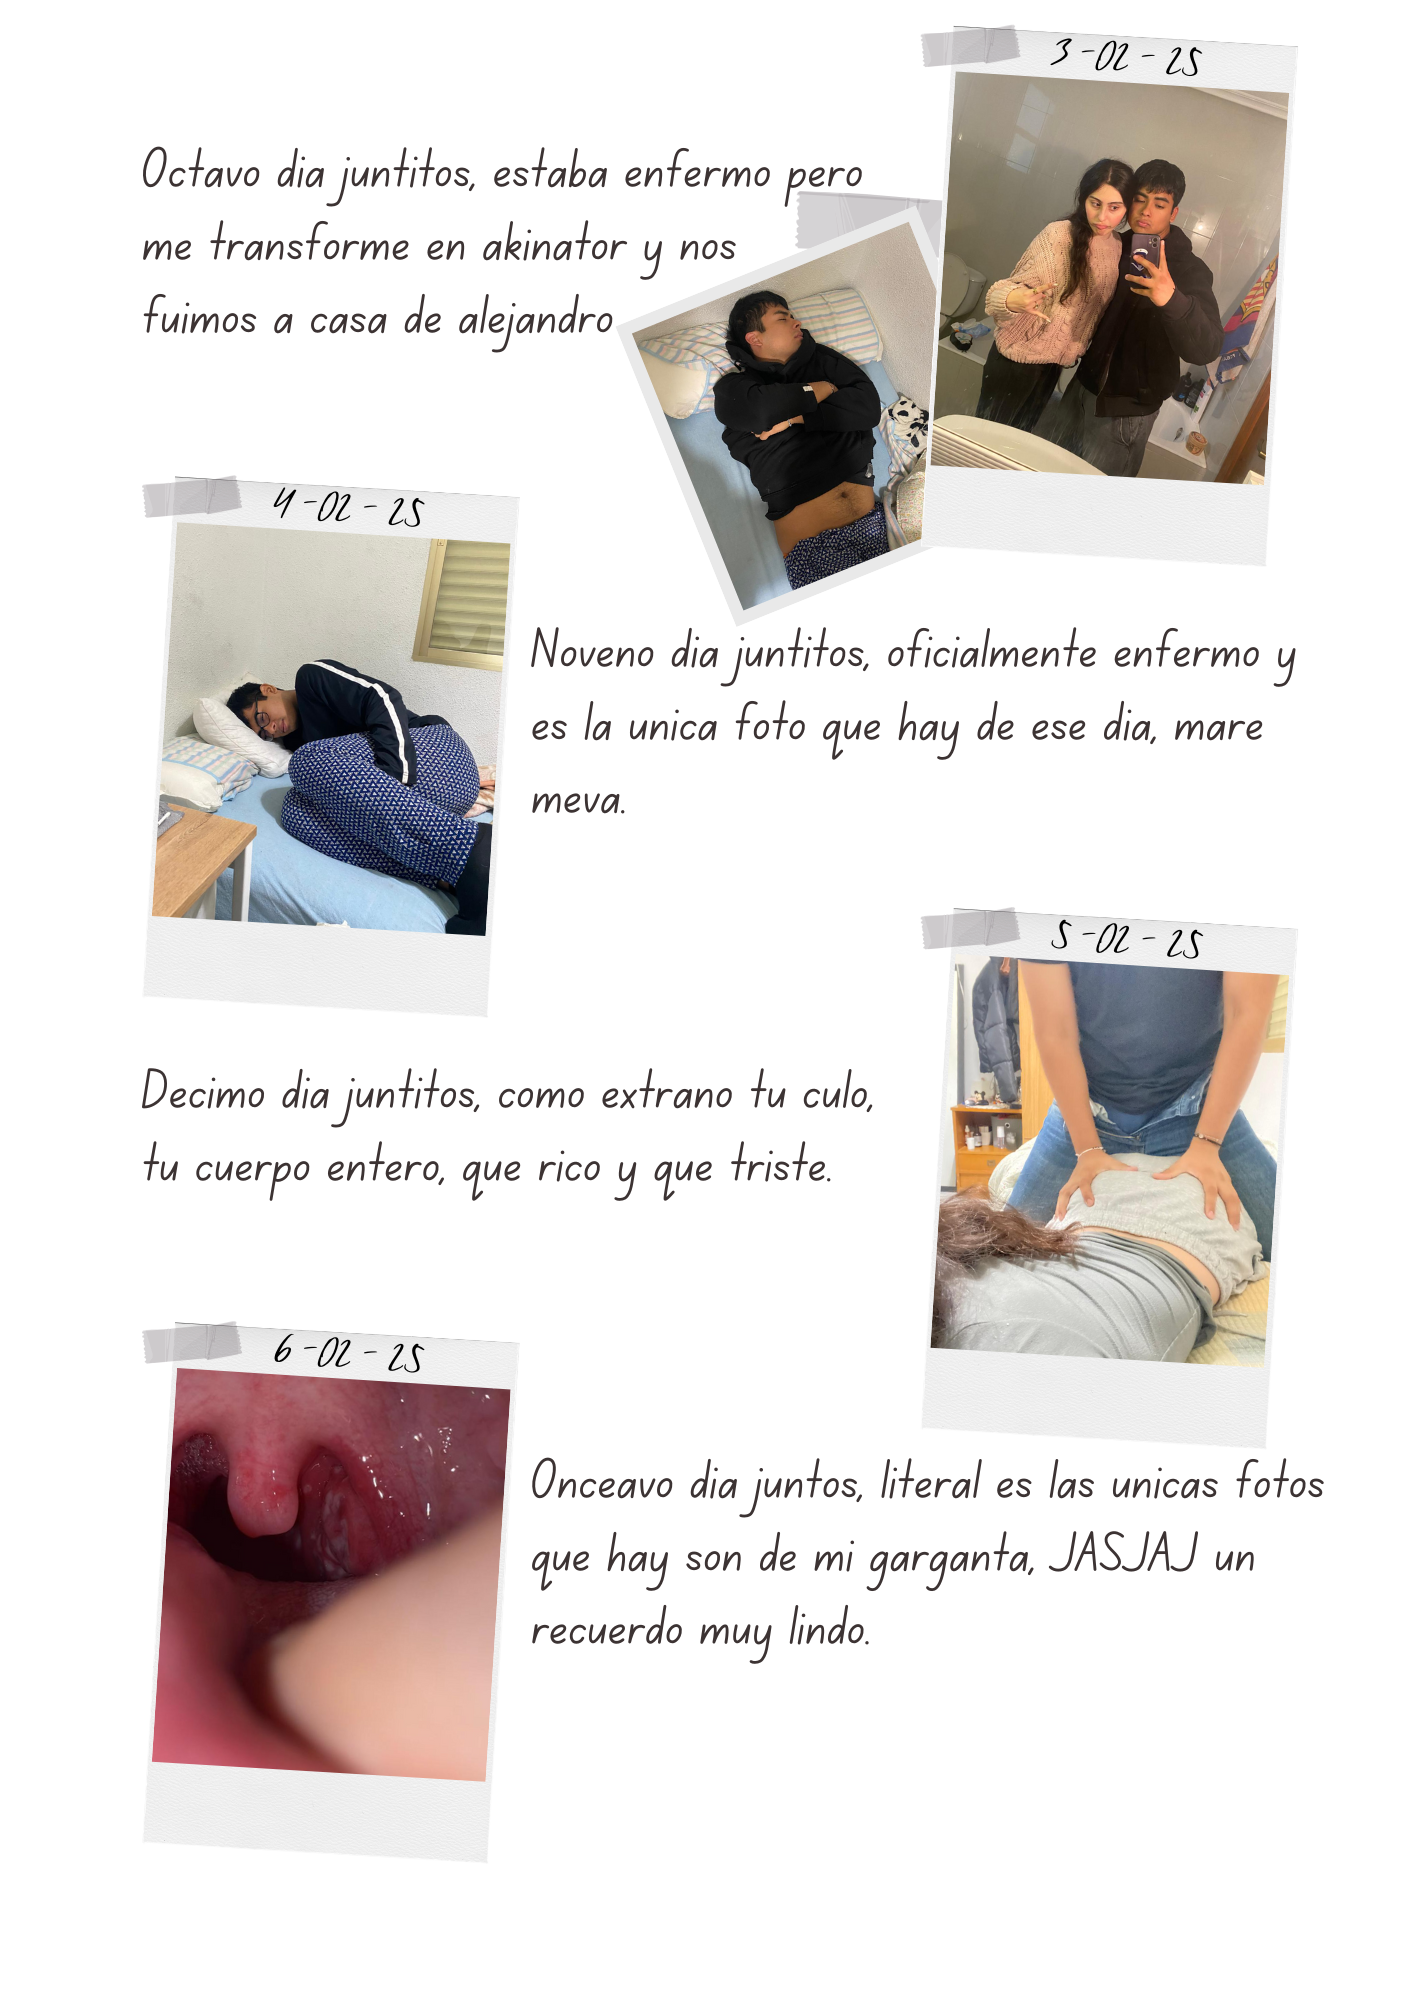 3-02-25
Octavo dia juntitos, estaba enfermo pero
me transforme en akinator y nos
fuimos a casa de alejandro
4-02-25
Noveno dia juntitos, oficialmente enfermo y
es la unica foto que hay de ese dia, mare
meva.
5-02-25
Decimo dia juntitos, como extrano tu culo,
tu cuerpo entero, que rico y que triste.
6-02-25
Onceavo dia juntos, literal es las unicas fotos
que hay son de mi garganta, JASJAJ un
recuerdo muy lindo.